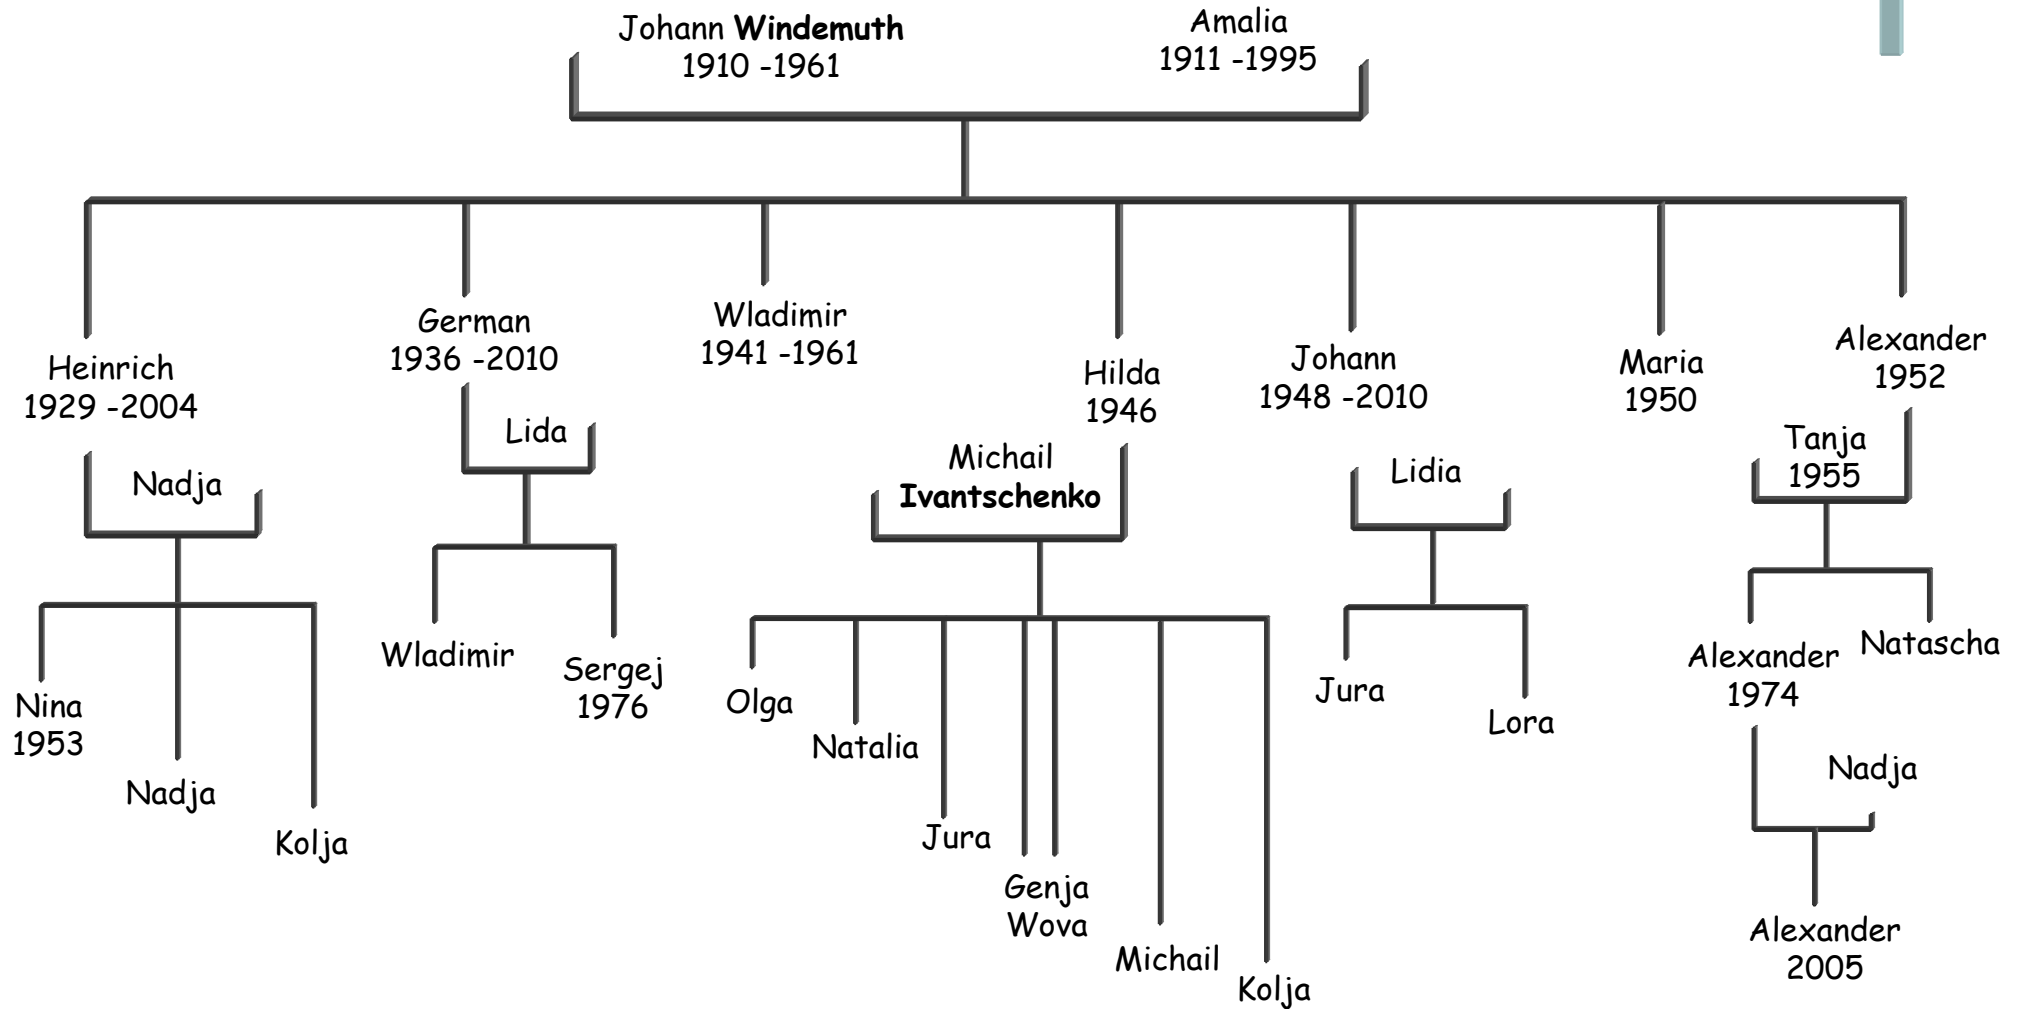 Johann Windemuth
1910 -1961
Amalia
1911 -1995
Heinrich
1929 -2004
German
1936 -2010
Wladimir
1941 -1961
Hilda
1946
Johann
1948 -2010
Maria
1950
Alexander
1952
Nadja
Lida
Michail
Ivantschenko
Lidia
Tanja
1955
Nina
1953
Nadja
Kolja
Wladimir
Sergej
1976
Olga
Natalia
Jura
Genja
Wova
Michail
Kolja
Jura
Lora
Alexander
1974
Natascha
Nadja
Alexander
2005